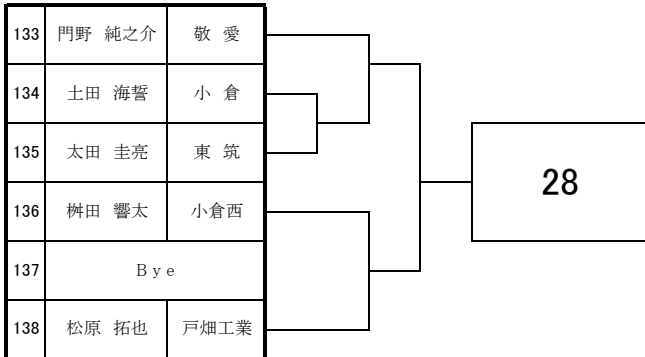 133 門野 純之介 敬 愛
134 土田 海誓 小 倉
135 太田 圭亮 東 筑
28
136 桝田 響太 小倉西
137 Bye
138 松原 拓也 戸畑工業